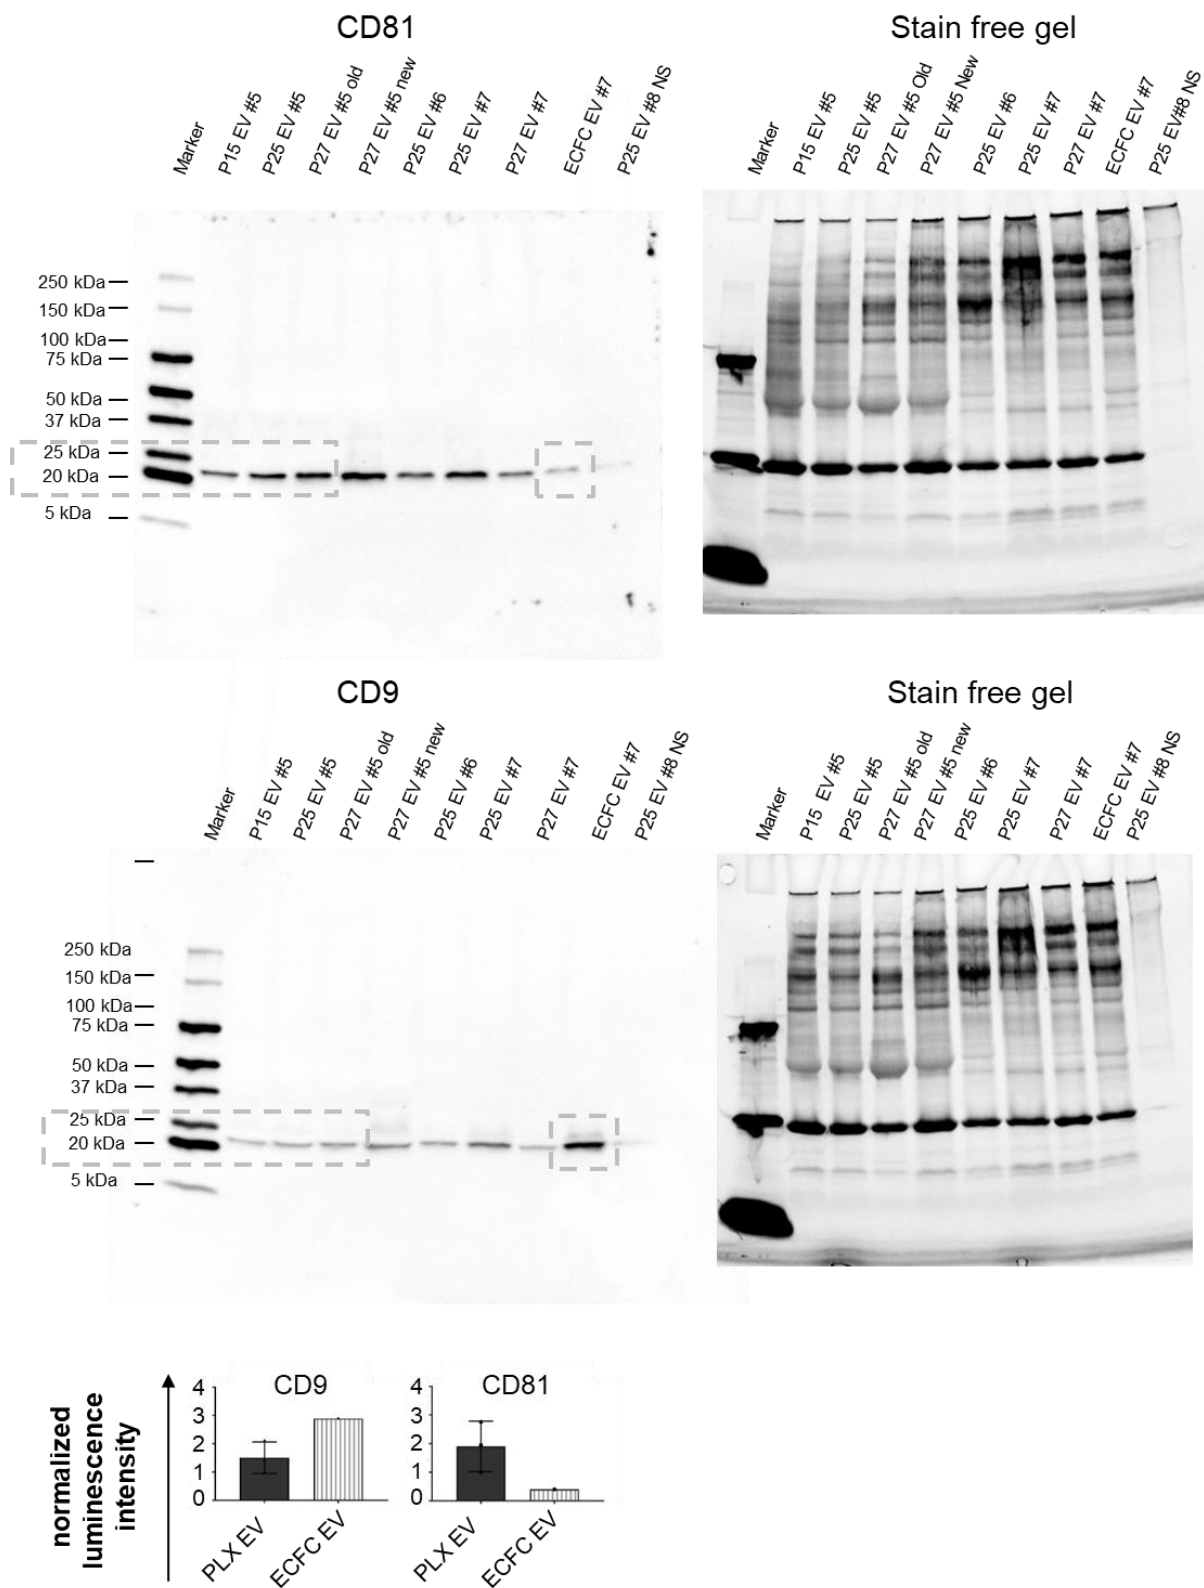 CD81
Stain free gel
Marker
P15 EV #5
P25 EV #5
P27 EV #5 old
P27 EV #5 new
P25 EV #6
P25 EV #7
P27 EV #7
ECFC EV #7
P25 EV #8 NS
Marker
P15 EV #5
P25 EV #5
P27 EV #5 Old
P27 EV #5 New
P25 EV #6
P25 EV #7
P27 EV #7
ECFC EV #7
P25 EV#8 NS
250 kDa
150 kDa
100 kDa
75 kDa
50 kDa
37 kDa
25 kDa
20 kDa
5 kDa
CD9
Stain free gel
Marker
P15 EV #5
P25 EV #5
P27 EV #5 old
P27 EV #5 new
P25 EV #6
P25 EV #7
P27 EV #7
ECFC EV #7
P25 EV #8 NS
Marker
P15 EV #5
P25 EV #5
P27 EV #5 old
P27 EV #5 new
P25 EV #6
P25 EV #7
P27 EV #7
ECFC EV #7
P25 EV #8 NS
250 kDa
150 kDa
100 kDa
75 kDa
50 kDa
37 kDa
25 kDa
20 kDa
5 kDa
normalized
luminescence
intensity
CD9
4
3
2
1
0
PLX EV
ECFC EV
CD81
4
3
2
1
0
PLX EV
ECFC EV